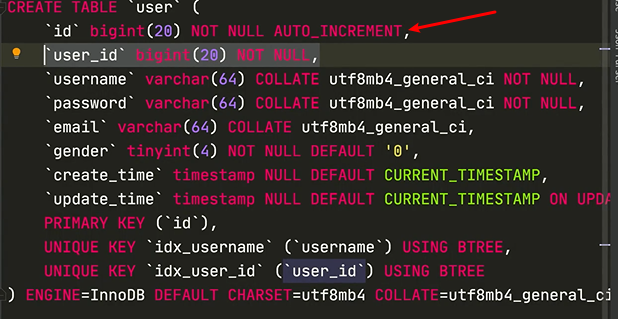 CREATE TABLE `user` (
`id` bigint(20) NOT NULL AUTO_INCREMENT,
`user_id` bigint(20) NOT NULL,
`username` varchar(64) COLLATE utf8mb4_general_ci NOT NULL,
`password` varchar(64) COLLATE utf8mb4_general_ci NOT NULL,
`email` varchar(64) COLLATE utf8mb4_general_ci,
`gender` tinyint(4) NOT NULL DEFAULT '0',
`create_time` timestamp NULL DEFAULT CURRENT_TIMESTAMP,
`update_time` timestamp NULL DEFAULT CURRENT_TIMESTAMP ON UPDA
PRIMARY KEY (`id`),
UNIQUE KEY `idx_username` (`username`) USING BTREE,
UNIQUE KEY `idx_user_id` (`user_id`) USING BTREE
) ENGINE=InnoDB DEFAULT CHARSET=utf8mb4 COLLATE=utf8mb4_general_ci